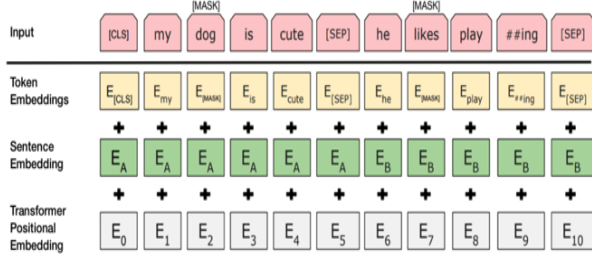 [MASK] [MASK]
Input [CLS] my dog is cute [SEP] he likes play ##ing [SEP]
Token
Embeddings
E[CLS] Emy E[MASK] Eis Ecute E[SEP] Ehe E[MASK] Eplay E##ing E[SEP]
+ + + + + + + + + + +
Sentence
Embedding
EA EA EA EA EA EA EB EB EB EB EB
+ + + + + + + + + + +
Transformer
Positional
Embedding
E0 E1 E2 E3 E4 E5 E6 E7 E8 E9 E10